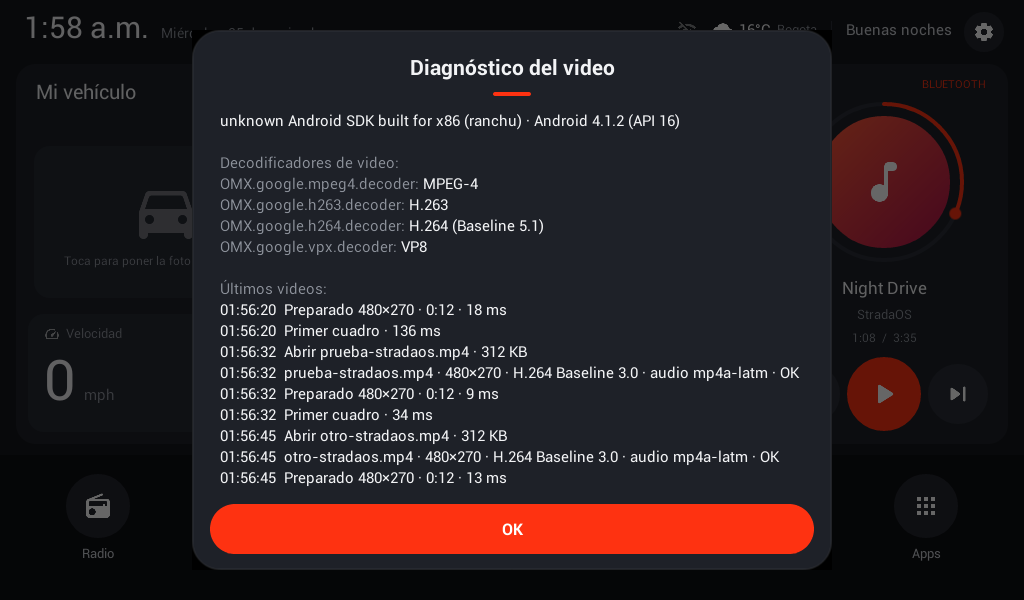 1:58 a.m.
16°C Bogota
Buenas noches
Mi vehículo
BLUETOOTH
Diagnóstico del video
unknown Android SDK built for x86 (ranchu) · Android 4.1.2 (API 16)
Decodificadores de video:
OMX.google.mpeg4.decoder: MPEG-4
OMX.google.h263.decoder: H.263
OMX.google.h264.decoder: H.264 (Baseline 5.1)
OMX.google.vpx.decoder: VP8
Últimos videos:
01:56:20 Preparado 480×270 · 0:12 · 18 ms
01:56:20 Primer cuadro · 136 ms
01:56:32 Abrir prueba-stradaos.mp4 · 312 KB
01:56:32 prueba-stradaos.mp4 · 480×270 · H.264 Baseline 3.0 · audio mp4a-latm · OK
01:56:32 Preparado 480×270 · 0:12 · 9 ms
01:56:32 Primer cuadro · 34 ms
01:56:45 Abrir otro-stradaos.mp4 · 312 KB
01:56:45 otro-stradaos.mp4 · 480×270 · H.264 Baseline 3.0 · audio mp4a-latm · OK
01:56:45 Preparado 480×270 · 0:12 · 13 ms
OK
Toca para poner la foto
Velocidad
0 mph
Night Drive
StradaOS
1:08 / 3:35
Radio
Apps